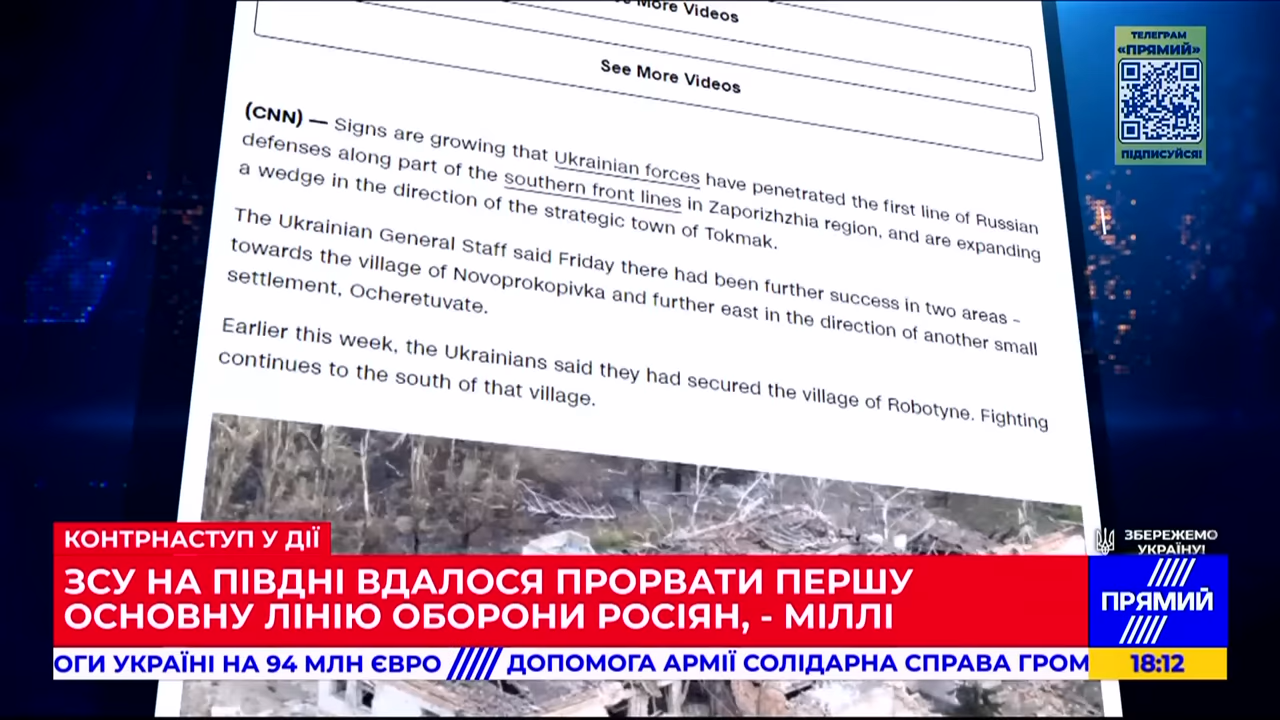 More Videos
See More Videos
(CNN) — Signs are growing that Ukrainian forces have penetrated the first line of Russian
defenses along part of the southern front lines in Zaporizhzhia region, and are expanding
a wedge in the direction of the strategic town of Tokmak.
The Ukrainian General Staff said Friday there had been further success in two areas –
towards the village of Novoprokopivka and further east in the direction of another small
settlement, Ocheretuvate.
Earlier this week, the Ukrainians said they had secured the village of Robotyne. Fighting
continues to the south of that village.
ТЕЛЕГРАМ
«ПРЯМИЙ»
ПІДПИСУЙСЯ!
КОНТРНАСТУП У ДІЇ
ЗСУ НА ПІВДНІ ВДАЛОСЯ ПРОРВАТИ ПЕРШУ
ОСНОВНУ ЛІНІЮ ОБОРОНИ РОСІЯН, - МІЛЛІ
ЗБЕРЕЖЕМО
УКРАЇНУ!
ПРЯМИЙ
ОГИ УКРАЇНІ НА 94 МЛН ЄВРО ДОПОМОГА АРМІЇ СОЛІДАРНА СПРАВА ГРОМ
18:12